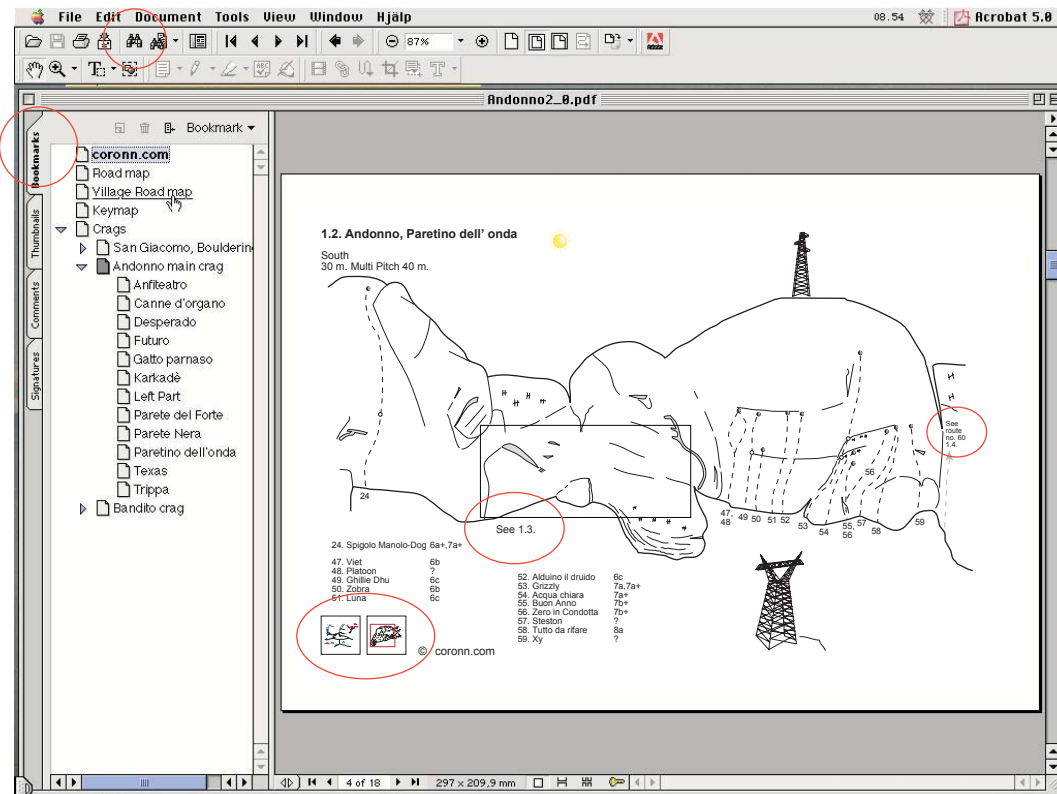 File Edit Document Tools View Window Hjälp
08.54 Acrobat 5.0
87%
Adobe
T T
Andonno2_0.pdf
Bookmarks
Thumbnails
Comments
Signatures
Bookmark
coronn.com
Road map
Village Road map
Keymap
Crags
San Giacomo, Boulderin
Andonno main crag
Anfiteatro
Canne d'organo
Desperado
Futuro
Gatto parnaso
Karkadè
Left Part
Parete del Forte
Parete Nera
Paretino dell'onda
Texas
Trippa
Bandito crag
1.2. Andonno, Paretino dell' onda
South
30 m. Multi Pitch 40 m.
See
route
no. 60
1.4.
24
See 1.3.
47,
48
49 50 51 52
53
54
55,
56
57
58
59
56
24. Spigolo Manolo-Dog 6a+,7a+
47. Viet 6b
48. Platoon ?
49. Ghillie Dhu 6c
50. Zobra 6b
51. Luna 6c
52. Alduino il druido 6c
53. Grizzly 7a,7a+
54. Acqua chiara 7a+
55. Buon Anno 7b+
56. Zero in Condotta 7b+
57. Steston ?
58. Tutto da rifare 8a
59. Xy ?
© coronn.com
4 of 18
297 x 209,9 mm